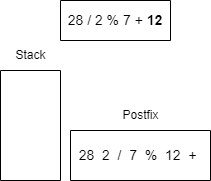 28 / 2 % 7 + 12
Stack
Postfix
28 2 / 7 % 12 +